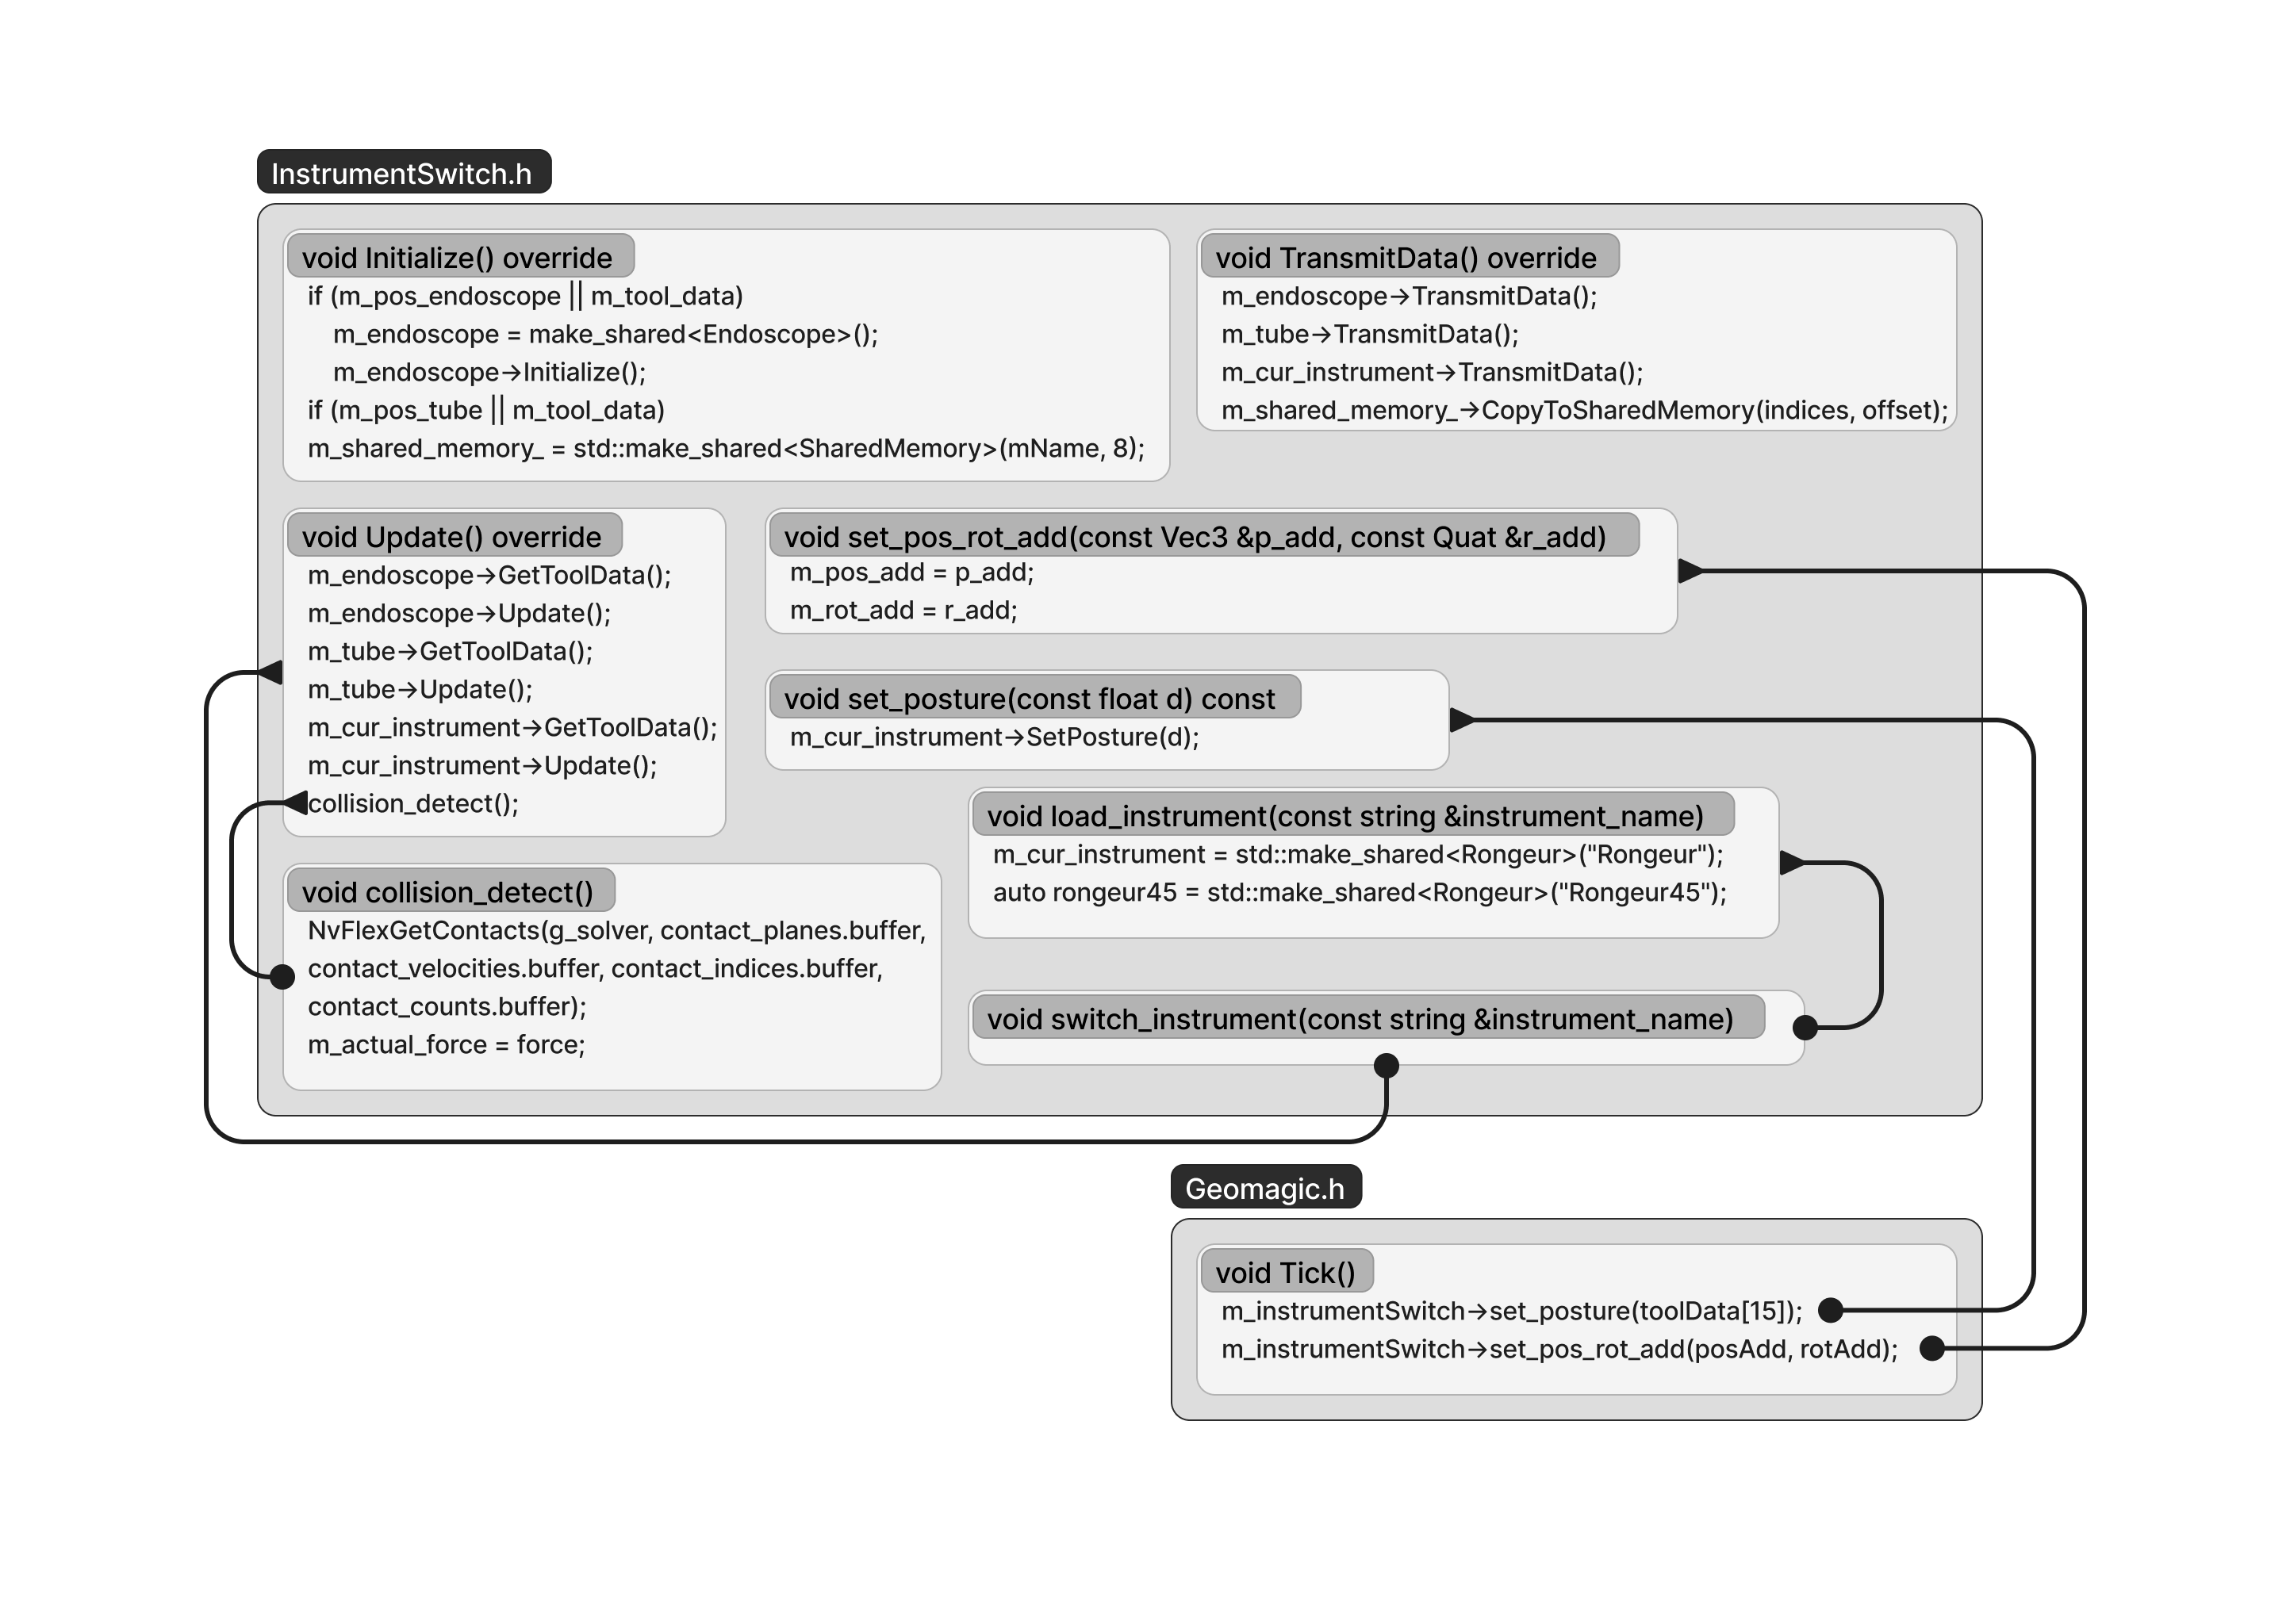 InstrumentSwitch.h
void Initialize() override
if (m_pos_endoscope || m_tool_data)
m_endoscope = make_shared<Endoscope>();
m_endoscope→Initialize();
if (m_pos_tube || m_tool_data)
m_shared_memory_ = std::make_shared<SharedMemory>(mName, 8);
void TransmitData() override
m_endoscope→TransmitData();
m_tube→TransmitData();
m_cur_instrument→TransmitData();
m_shared_memory_→CopyToSharedMemory(indices, offset);
void Update() override
m_endoscope→GetToolData();
m_endoscope→Update();
m_tube→GetToolData();
m_tube→Update();
m_cur_instrument→GetToolData();
m_cur_instrument→Update();
collision_detect();
void set_pos_rot_add(const Vec3 &p_add, const Quat &r_add)
m_pos_add = p_add;
m_rot_add = r_add;
void set_posture(const float d) const
m_cur_instrument→SetPosture(d);
void load_instrument(const string &instrument_name)
m_cur_instrument = std::make_shared<Rongeur>("Rongeur");
auto rongeur45 = std::make_shared<Rongeur>("Rongeur45");
void collision_detect()
NvFlexGetContacts(g_solver, contact_planes.buffer,
contact_velocities.buffer, contact_indices.buffer,
contact_counts.buffer);
m_actual_force = force;
void switch_instrument(const string &instrument_name)
Geomagic.h
void Tick()
m_instrumentSwitch→set_posture(toolData[15]);
m_instrumentSwitch→set_pos_rot_add(posAdd, rotAdd);